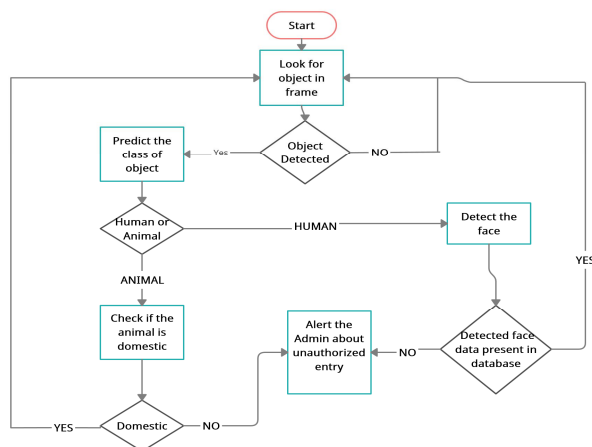 Start
Look for
object in
frame
Object
Detected
Yes
NO
Predict the
class of
object
Human or
Animal
HUMAN
Detect the
face
ANIMAL
YES
Check if the
animal is
domestic
Alert the
Admin about
unauthorized
entry
NO
Detected face
data present in
database
YES
Domestic
NO